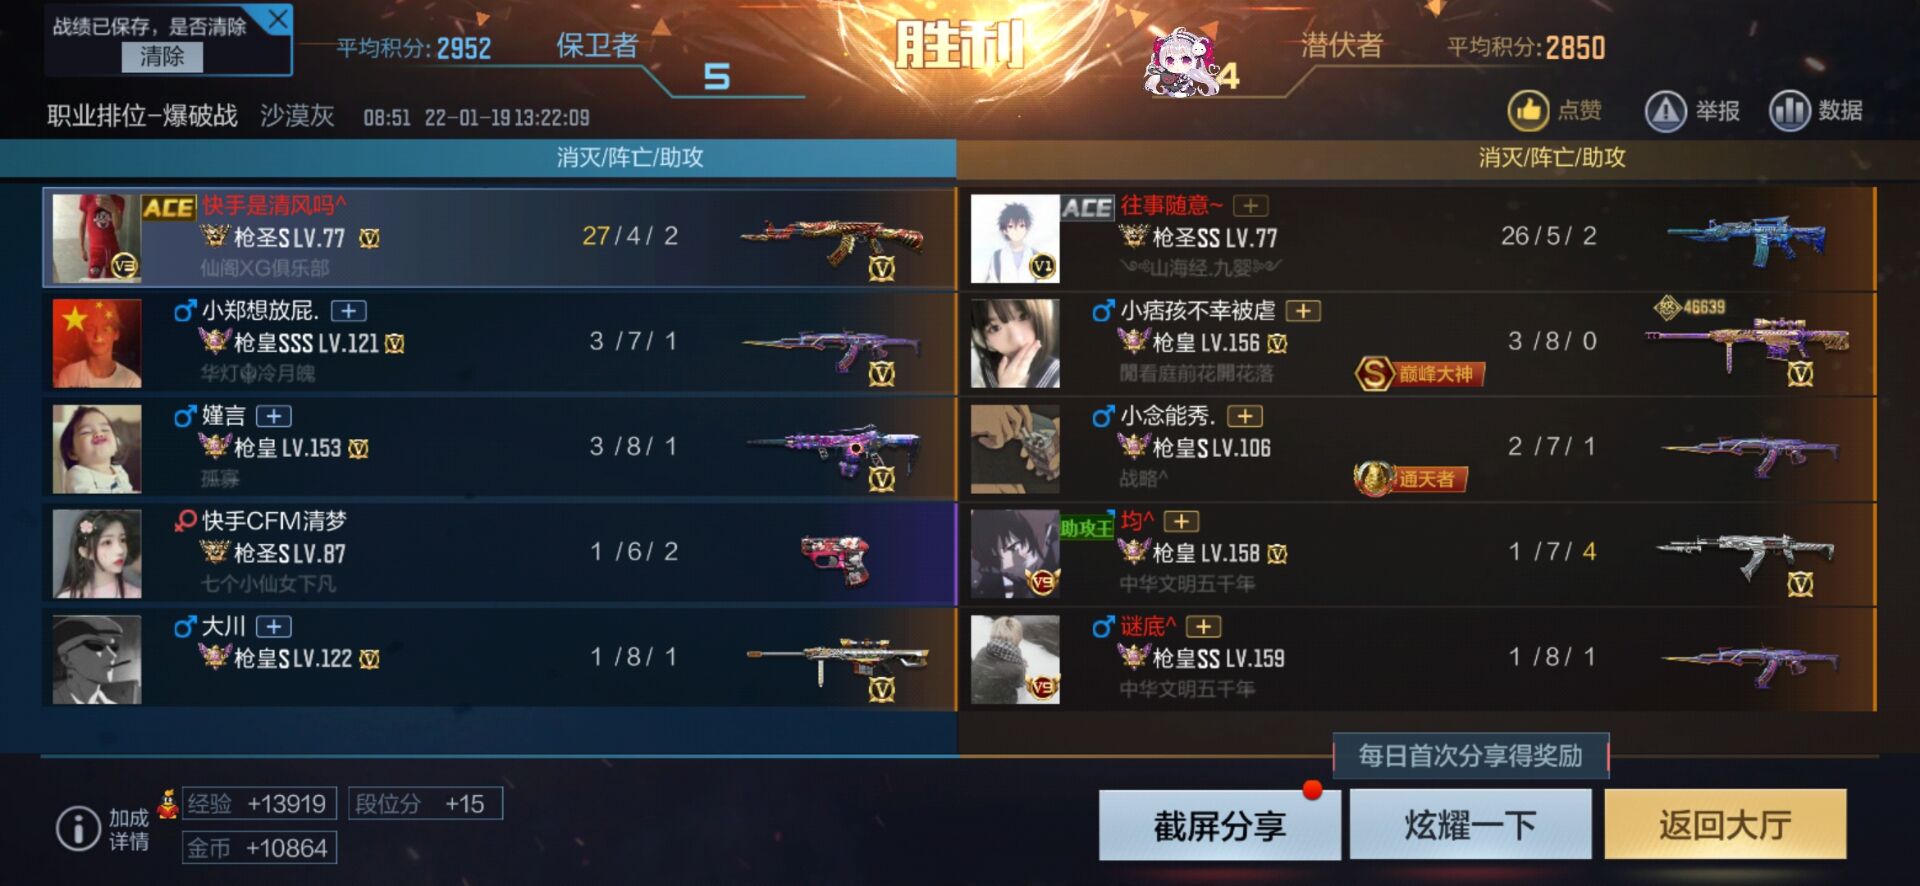 战绩已保存，是否清除
清除
平均积分:2952
保卫者
5
胜利
4
潜伏者
平均积分:2850
职业排位-爆破战 沙漠灰 08:51 22-01-19 13:22:09
点赞 举报 数据
消灭/阵亡/助攻
消灭/阵亡/助攻
ACE 快手是清风吗^
枪圣S LV.77
仙阁XG俱乐部
27/4/2
V3
V
小郑想放屁. +
枪皇SSS LV.121
华灯冷月魄
3/7/1
V
嫤言 +
枪皇 LV.153
孤寡
3/8/1
V
快手CFM清梦
枪圣S LV.87
七个小仙女下凡
1/6/2
大川 +
枪皇S LV.122
1/8/1
V
ACE 往事随意~ +
枪圣SS LV.77
山海经.九婴
26/5/2
V1
小痞孩不幸被虐 +
枪皇 LV.156
閒看庭前花開花落
S 巅峰大神
3/8/0
怒 46639
V
小念能秀. +
枪皇S LV.106
战略^
通天者
2/7/1
助攻王 均^ +
枪皇 LV.158
中华文明五千年
1/7/4
V9
V
谜底^ +
枪皇SS LV.159
中华文明五千年
1/8/1
V9
每日首次分享得奖励
加成
详情
经验 +13919
段位分 +15
金币 +10864
截屏分享
炫耀一下
返回大厅